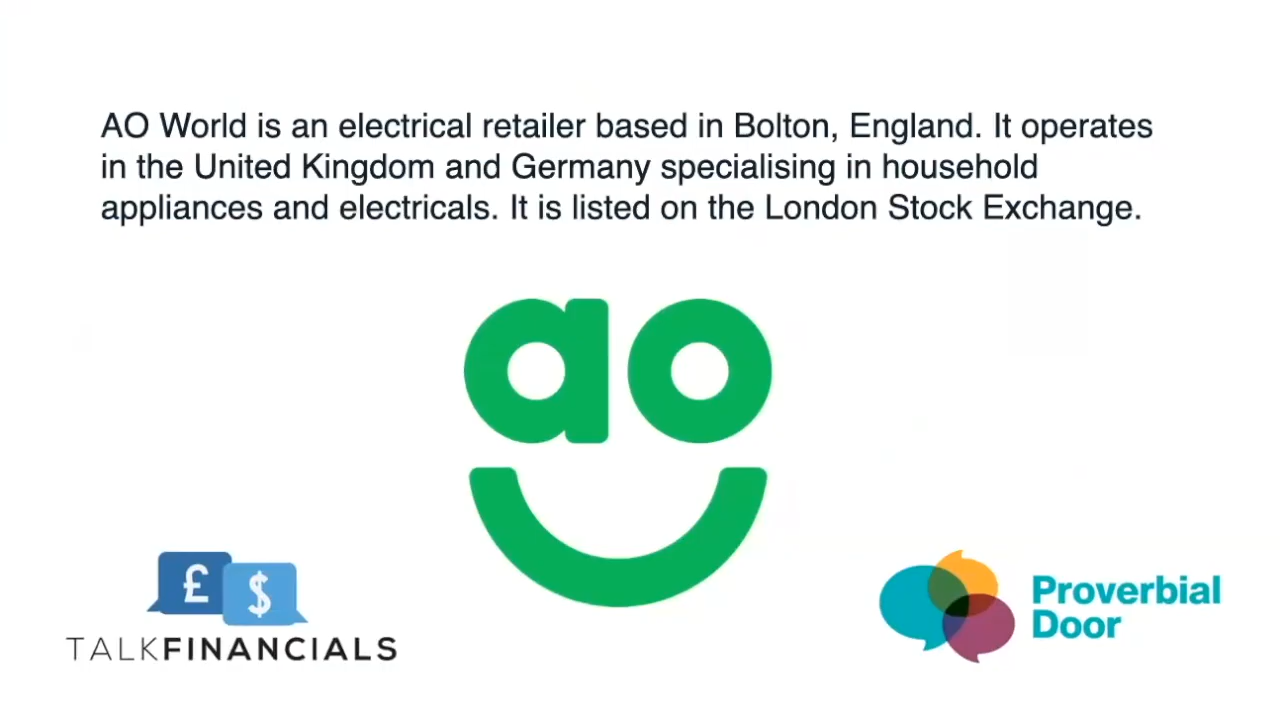 AO World is an electrical retailer based in Bolton, England. It operates
in the United Kingdom and Germany specialising in household
appliances and electricals. It is listed on the London Stock Exchange.
ao
£ $
TALKFINANCIALS
Proverbial
Door